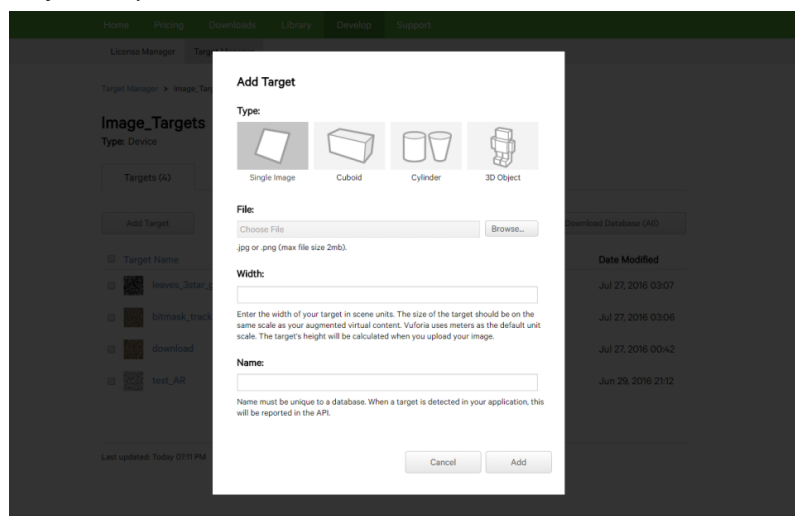 Home Pricing Downloads Library Develop Support
License Manager
Target Manager > Image_Tar
Add Target
Image_Targets
Type: Device
Type:
Single Image Cuboid Cylinder 3D Object
Targets (4)
File:
Add Target
Choose File Browse...
Download Database (All)
.jpg or .png (max file size 2mb).
Target Name Date Modified
Width:
leaves_3star_g Jul 27, 2016 03:07
Enter the width of your target in scene units. The size of the target should be on the
same scale as your augmented virtual content. Vuforia uses meters as the default unit
scale. The target's height will be calculated when you upload your image.
bitmask_track Jul 27, 2016 03:06
download Jul 27, 2016 00:42
Name:
test_AR Jun 29, 2016 21:12
Name must be unique to a database. When a target is detected in your application, this
will be reported in the API.
Last updated: Today 07:11 PM
Cancel Add